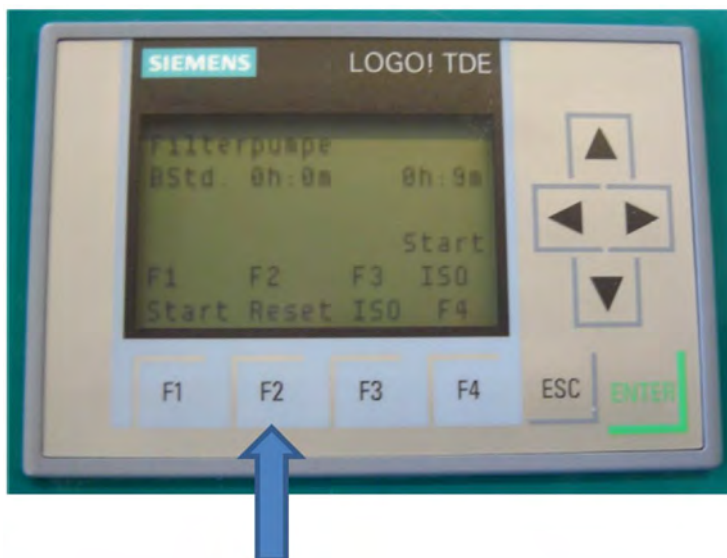 SIEMENS LOGO! TDE
Filterpumpe
BStd. 0h:0m 0h:9m
Start
F1 F2 F3 ISO
Start Reset ISO F4
F1 F2 F3 F4 ESC ENTER